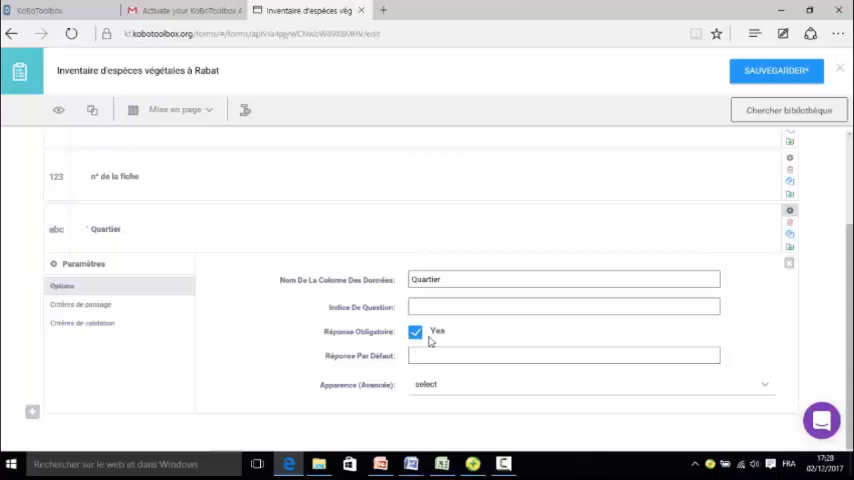 KoBoToolbox
Activate your KoBoToolbox A
Inventaire d'espèces vég
kf.kobotoolbox.org/forms/#/forms/
/edit
Inventaire d'espèces végétales à Rabat
SAUVEGARDER*
Mise en page
Chercher bibliothèque
123 n° de la fiche
abc * Quartier
Paramètres
Options
Critères de passage
Critères de validation
Nom De La Colonne Des Données: Quartier
Indice De Question:
Réponse Obligatoire: Yes
Réponse Par Défaut:
Apparence (Avancée): select
Rechercher sur le web et dans Windows
FRA
17:28
02/12/2017